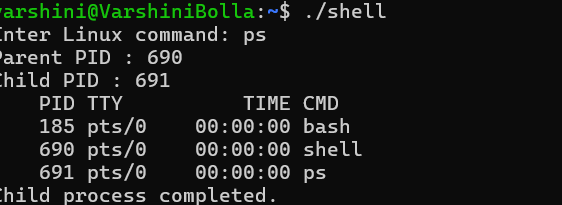 varshini@VarshiniBolla:~$ ./shell
Enter Linux command: ps
Parent PID : 690
Child PID : 691
PID TTY TIME CMD
185 pts/0 00:00:00 bash
690 pts/0 00:00:00 shell
691 pts/0 00:00:00 ps
Child process completed.